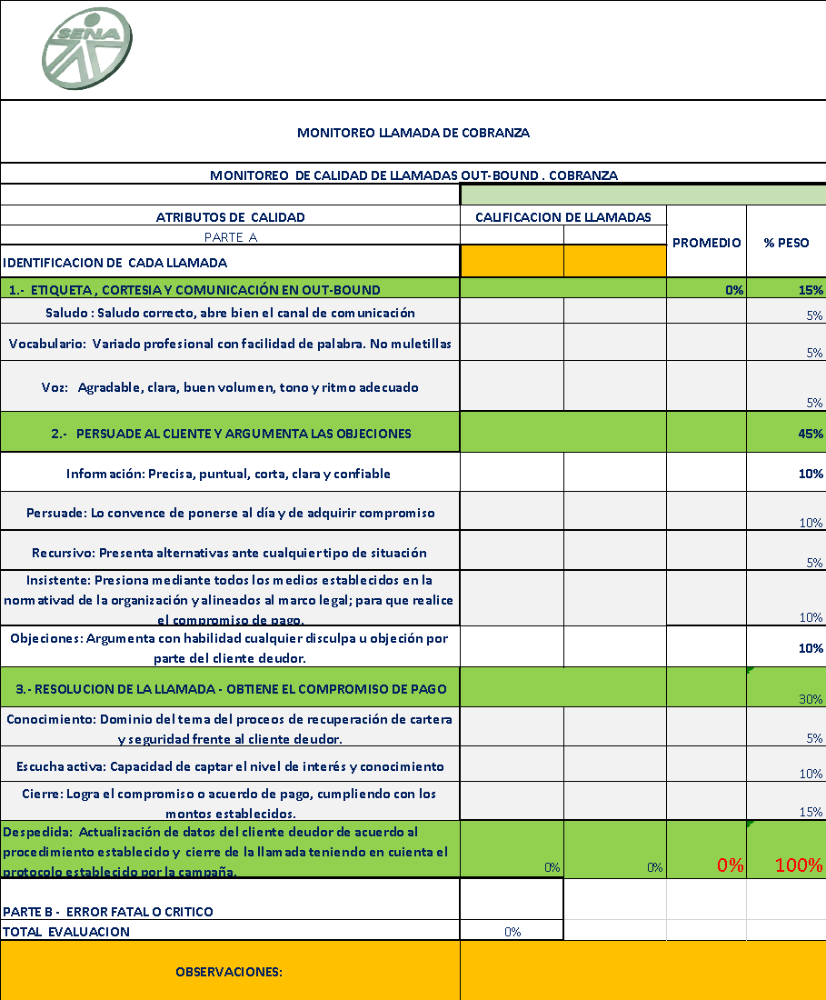 SENA
MONITOREO LLAMADA DE COBRANZA
MONITOREO DE CALIDAD DE LLAMADAS OUT-BOUND . COBRANZA
ATRIBUTOS DE CALIDAD
CALIFICACION DE LLAMADAS
PARTE A
PROMEDIO
% PESO
IDENTIFICACION DE CADA LLAMADA
1.- ETIQUETA , CORTESIA Y COMUNICACIÓN EN OUT-BOUND
0%
15%
Saludo : Saludo correcto, abre bien el canal de comunicación
5%
Vocabulario: Variado profesional con facilidad de palabra. No muletillas
5%
Voz: Agradable, clara, buen volumen, tono y ritmo adecuado
5%
2.- PERSUADE AL CLIENTE Y ARGUMENTA LAS OBJECIONES
45%
Información: Precisa, puntual, corta, clara y confiable
10%
Persuade: Lo convence de ponerse al día y de adquirir compromiso
10%
Recursivo: Presenta alternativas ante cualquier tipo de situación
5%
Insistente: Presiona mediante todos los medios establecidos en la
normativad de la organización y alineados al marco legal; para que realice
el compromiso de pago.
10%
Objeciones: Argumenta con habilidad cualquier disculpa u objeción por
parte del cliente deudor.
10%
3.- RESOLUCION DE LA LLAMADA - OBTIENE EL COMPROMISO DE PAGO
30%
Conocimiento: Dominio del tema del proceos de recuperación de cartera
y seguridad frente al cliente deudor.
5%
Escucha activa: Capacidad de captar el nivel de interés y conocimiento
10%
Cierre: Logra el compromiso o acuerdo de pago, cumpliendo con los
montos establecidos.
15%
Despedida: Actualización de datos del cliente deudor de acuerdo al
procedimiento establecido y cierre de la llamada teniendo en cuienta el
protocolo establecido por la campaña.
0%
0%
0%
100%
PARTE B - ERROR FATAL O CRITICO
TOTAL EVALUACION
0%
OBSERVACIONES: